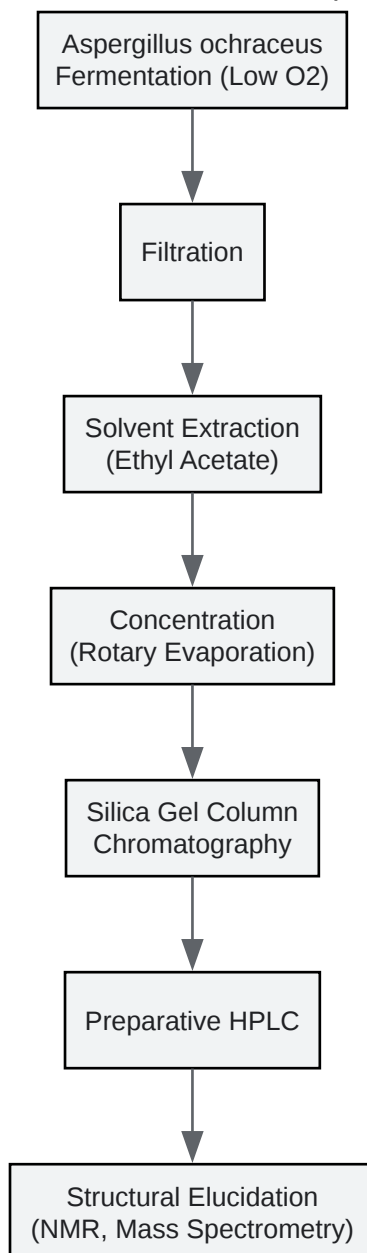 Aspergillus ochraceus
Fermentation (Low O2)
Filtration
Solvent Extraction
(Ethyl Acetate)
Concentration
(Rotary Evaporation)
Silica Gel Column
Chromatography
Preparative HPLC
Structural Elucidation
(NMR, Mass Spectrometry)